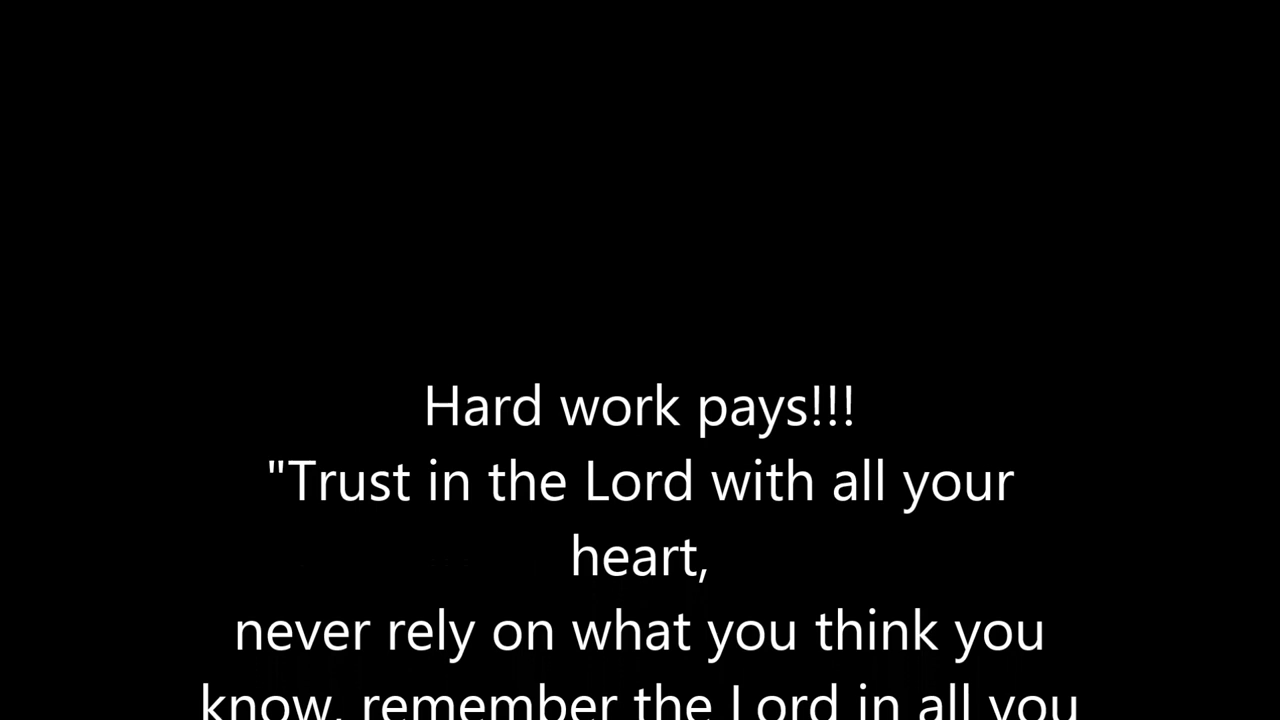 Hard work pays!!!
"Trust in the Lord with all your
heart,
never rely on what you think you
know, remember the Lord in all you